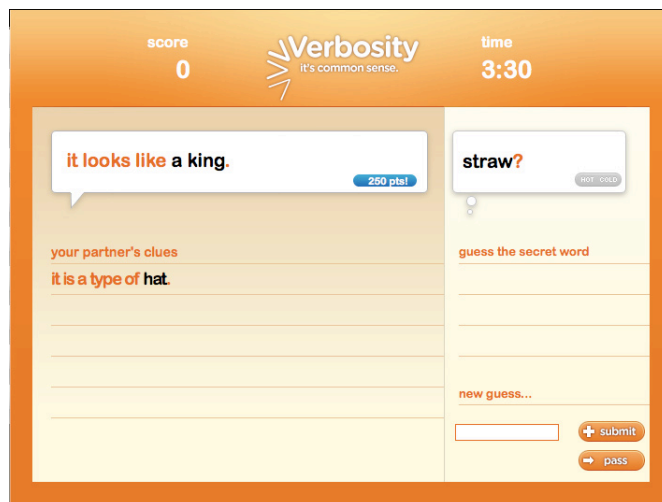 score
0
Verbosity
it's common sense.
time
3:30
it looks like a king.
250 pts!
straw?
HOT COLD
your partner's clues
it is a type of hat.
guess the secret word
new guess...
submit
pass